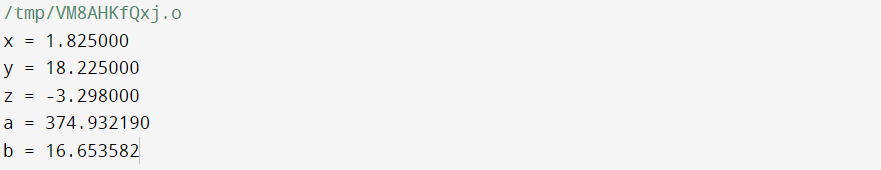 /tmp/VM8AHKfQxj.o
x = 1.825000
y = 18.225000
z = -3.298000
a = 374.932190
b = 16.653582